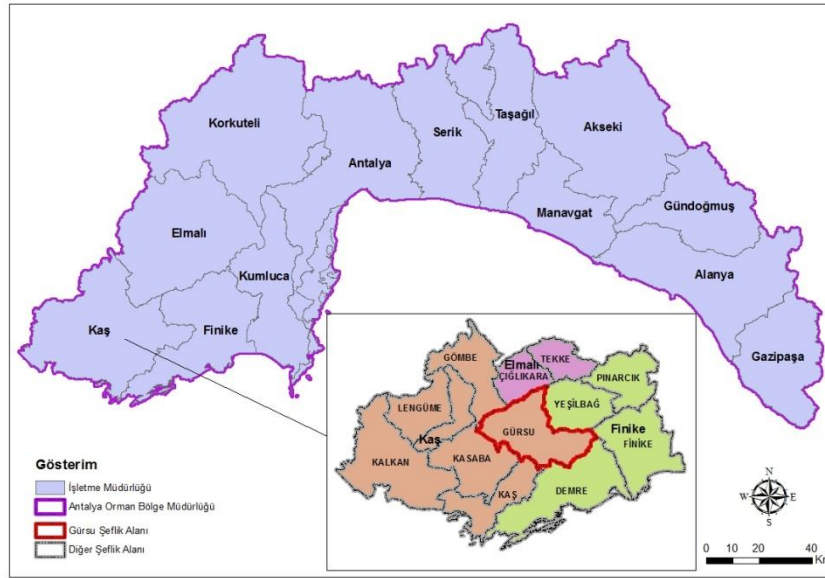 Korkuteli
Antalya
Serik
Taşağıl
Akseki
Gündoğmuş
Manavgat
Alanya
Gazipaşa
Elmalı
Kumluca
Kaş
Finike
GÖMBE
Elmalı
ÇIĞLIKARA
TEKKE
PINARCIK
YEŞİLBAĞ
LENGÜME
GÜRSU
Finike
FİNİKE
Kaş
KALKAN
KASABA
KAŞ
DEMRE
Gösterim
İşletme Müdürlüğü
Antalya Orman Bölge Müdürlüğü
Gürsu Şeflik Alanı
Diğer Şeflik Alanı
N
W E
S
0 10 20 40
Km